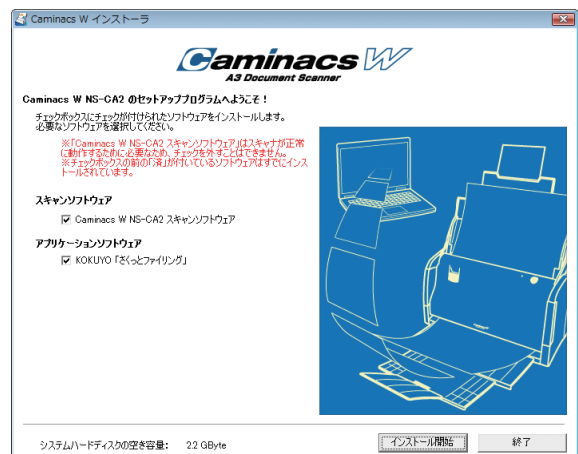 Caminacs W インストーラ
Caminacs W
A3 Document Scanner
Caminacs W NS-CA2 のセットアッププログラムへようこそ！
チェックボックスにチェックが付けられたソフトウェアをインストールします。
必要なソフトウェアを選択してください。
※「Caminacs W NS-CA2 スキャンソフトウェア」はスキャナが正常
に動作するために必要なため、チェックを外すことはできません。
※チェックボックスの前の「済」が付いているソフトウェアはすでにインス
トールされています。
スキャンソフトウェア
Caminacs W NS-CA2 スキャンソフトウェア
アプリケーションソフトウェア
KOKUYO 「さくっとファイリング」
システムハードディスクの空き容量： 2.2 GByte
インストール開始
終了